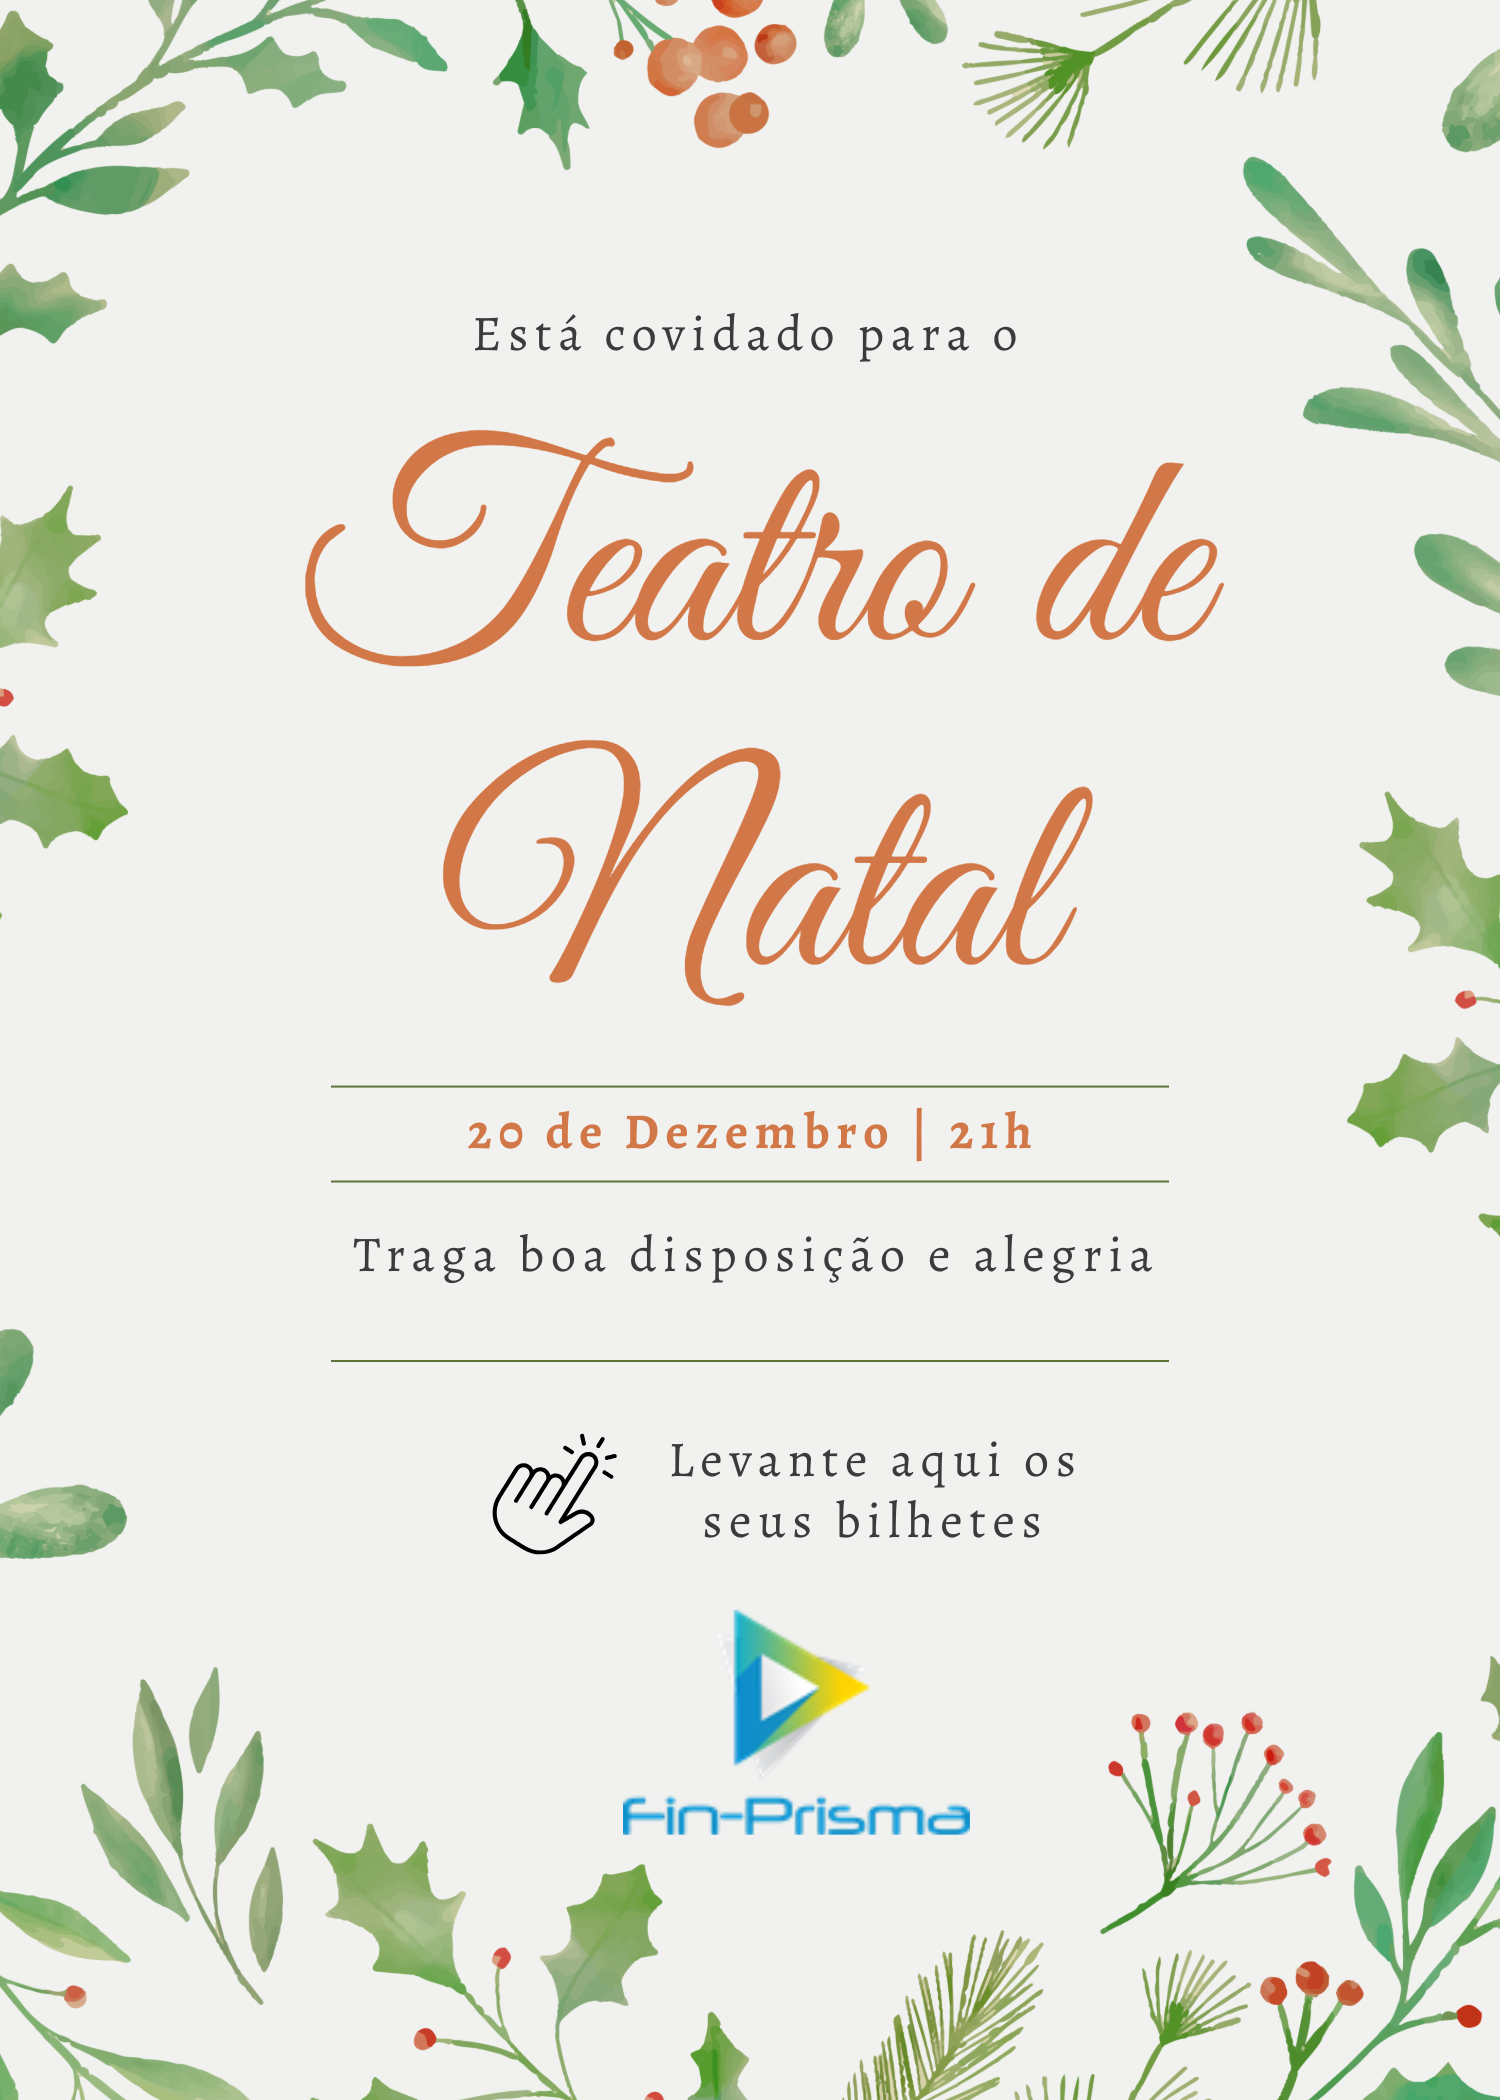 Está covidado para o
Teatro de
Natal
20 de Dezembro | 21h
Traga boa disposição e alegria
Levante aqui os
seus bilhetes
Fin-Prisma